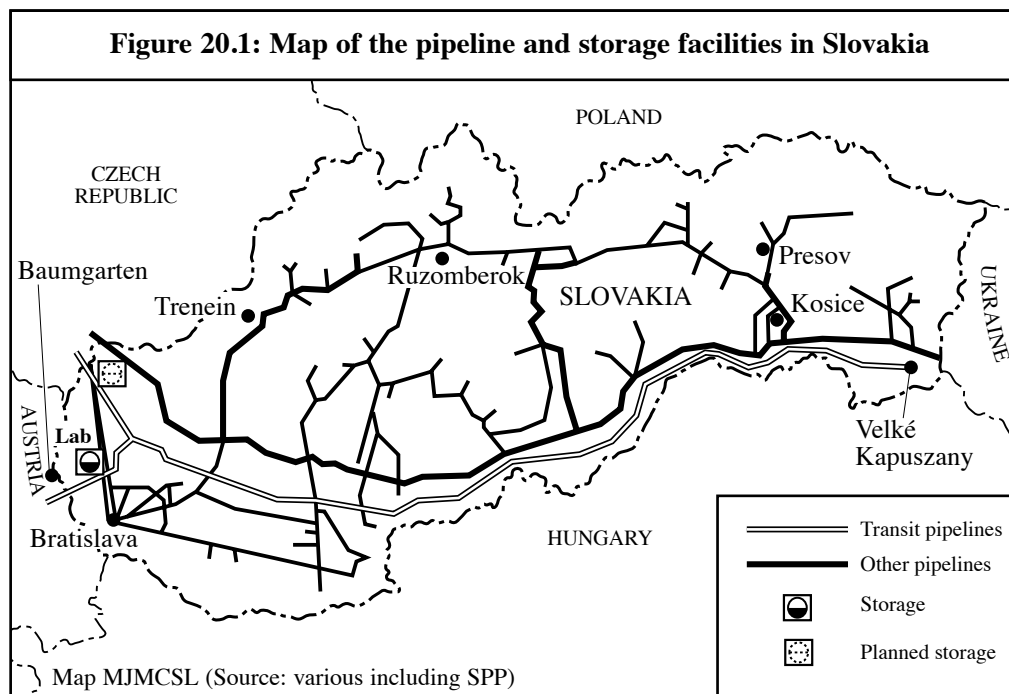 Figure 20.1: Map of the pipeline and storage facilities in Slovakia
POLAND
CZECH
REPUBLIC
Baumgarten
Trenein
Ruzomberok
SLOVAKIA
Presov
Kosice
UKRAINE
AUSTRIA
Lab
Velké
Kapuszany
Bratislava
HUNGARY
Transit pipelines
Other pipelines
Storage
Planned storage
Map MJMCSL (Source: various including SPP)